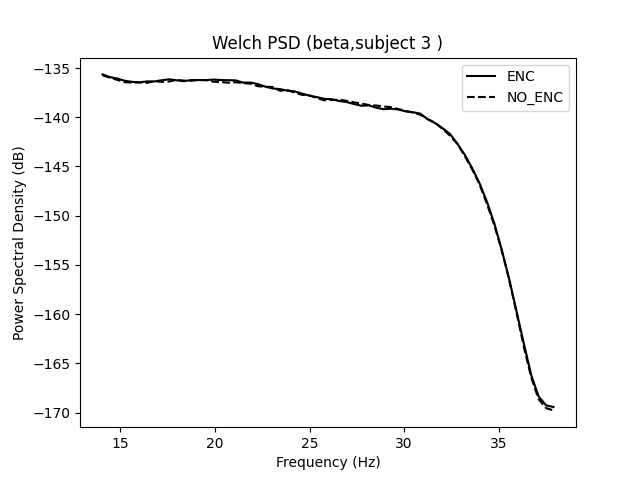 Welch PSD (beta,subject 3 )
ENC
NO_ENC
−135
−140
−145
−150
−155
−160
−165
−170
Power Spectral Density (dB)
15 20 25 30 35
Frequency (Hz)